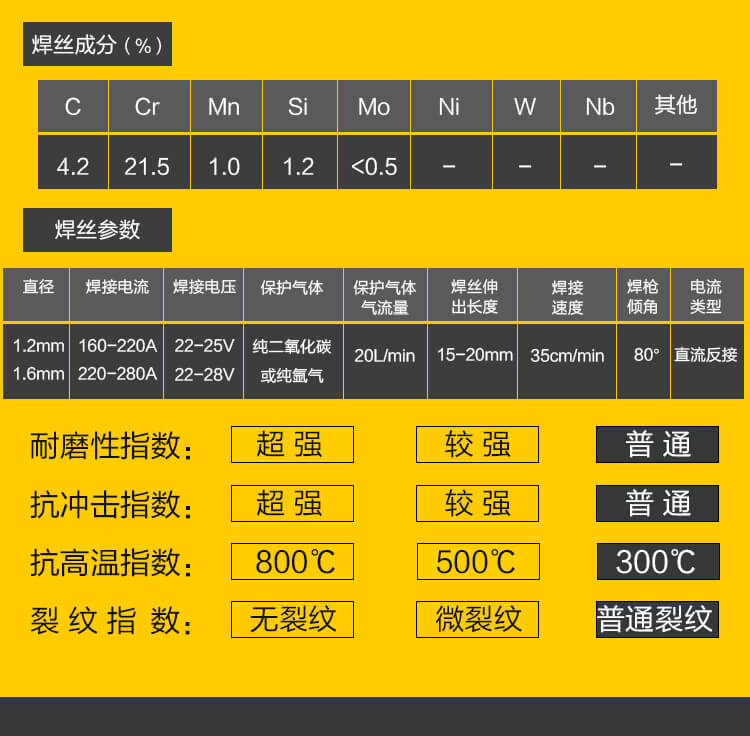 焊丝成分(%)
C Cr Mn Si Mo Ni W Nb 其他
4.2 21.5 1.0 1.2 <0.5 – – – –
焊丝参数
直径 焊接电流 焊接电压 保护气体 保护气体 焊丝伸 焊接 焊枪 电流
气流量 出长度 速度 倾角 类型
1.2mm 160-220A 22-25V 纯二氧化碳 20L/min 15-20mm 35cm/min 80° 直流反接
1.6mm 220-280A 22-28V 或纯氩气
耐磨性指数: 超强 较强 普通
抗冲击指数: 超强 较强 普通
抗高温指数: 800℃ 500℃ 300℃
裂纹指数: 无裂纹 微裂纹 普通裂纹